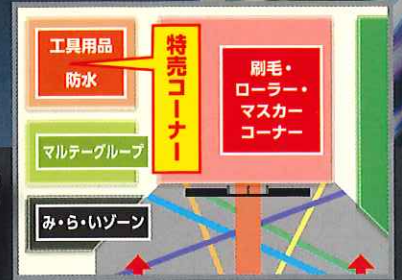 工具用品
防水
特売コーナー
刷毛・
ローラー・
マスカー
コーナー
マルテーグループ
み・ら・いゾーン